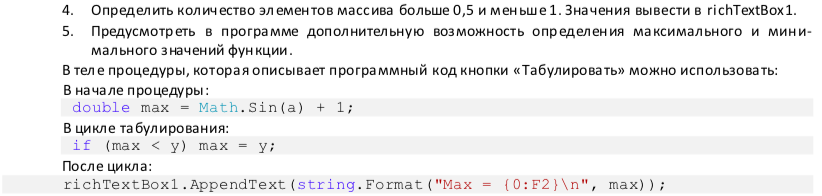 4. Определить количество элементов массива больше 0,5 и меньше 1. Значения вывести в richTextBox1.
5. Предусмотреть в программе дополнительную возможность определения максимального и мини-
мального значений функции.
В теле процедуры, которая описывает программный код кнопки «Табулировать» можно использовать:
В начале процедуры:
double max = Math.Sin(a) + 1;
В цикле табулирования:
if (max < y) max = y;
После цикла:
richTextBox1.AppendText(string.Format("Max = {0:F2}\n", max));